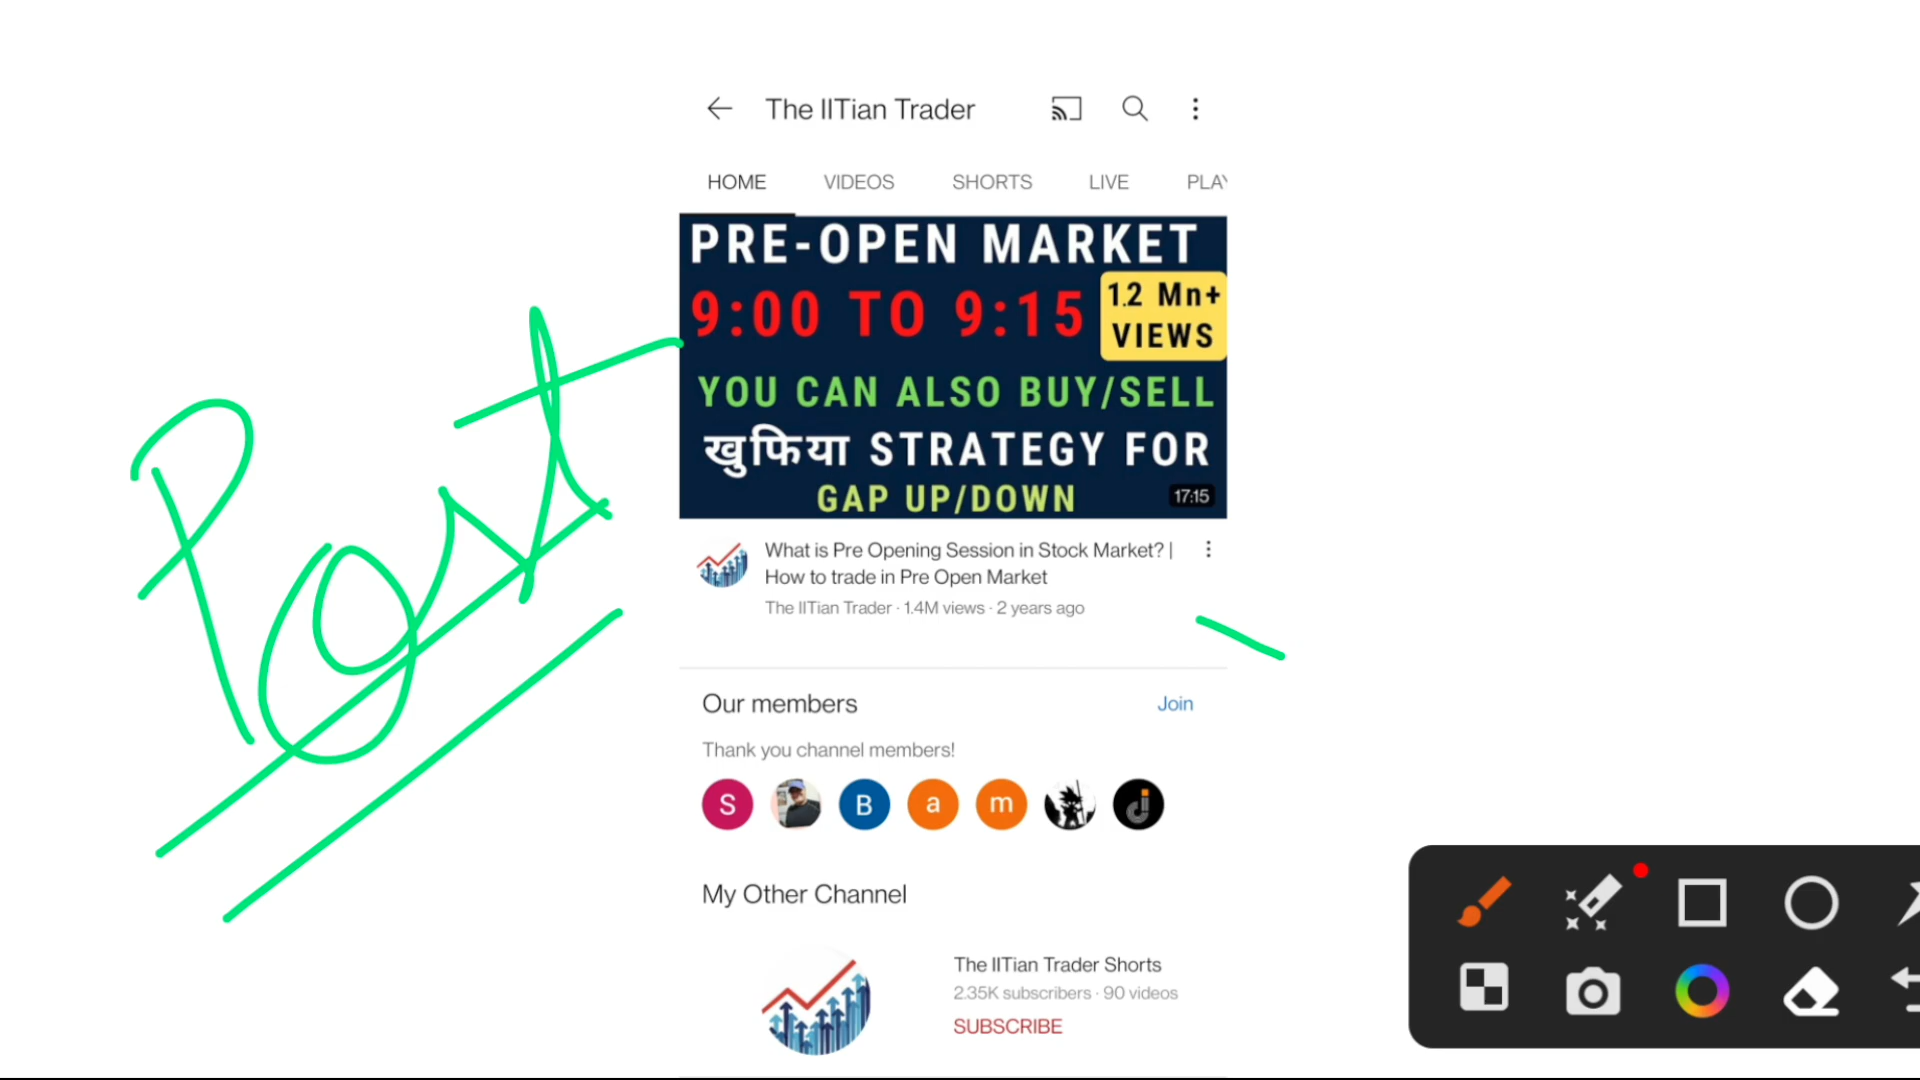 The IITian Trader
HOME VIDEOS SHORTS LIVE PLAY
PRE-OPEN MARKET
9:00 TO 9:15
1.2 Mn+
VIEWS
YOU CAN ALSO BUY/SELL
खुफिया STRATEGY FOR
GAP UP/DOWN
17:15
What is Pre Opening Session in Stock Market? |
How to trade in Pre Open Market
The IITian Trader · 1.4M views · 2 years ago
Post
Our members Join
Thank you channel members!
S B a m
My Other Channel
The IITian Trader Shorts
2.35K subscribers · 90 videos
SUBSCRIBE